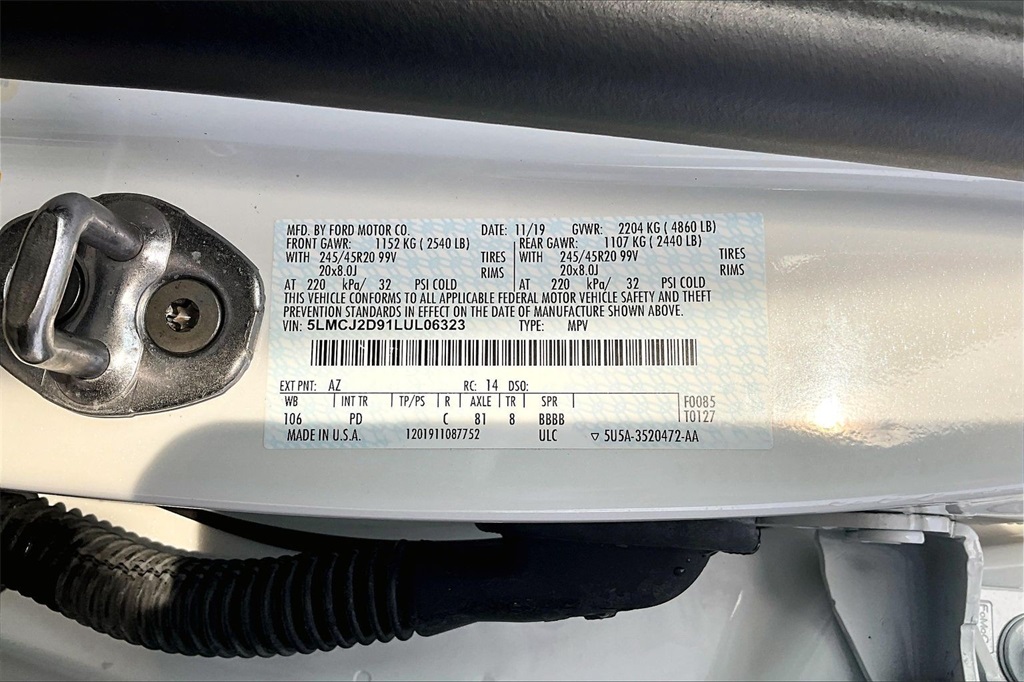 MFD. BY FORD MOTOR CO. DATE: 11/19 GVWR: 2204 KG ( 4860 LB)
FRONT GAWR: 1152 KG ( 2540 LB) REAR GAWR: 1107 KG ( 2440 LB)
WITH 245/45R20 99V TIRES WITH 245/45R20 99V TIRES
20x8.0J RIMS 20x8.0J RIMS
AT 220 kPa/ 32 PSI COLD AT 220 kPa/ 32 PSI COLD
THIS VEHICLE CONFORMS TO ALL APPLICABLE FEDERAL MOTOR VEHICLE SAFETY AND THEFT
PREVENTION STANDARDS IN EFFECT ON THE DATE OF MANUFACTURE SHOWN ABOVE.
VIN: 5LMCJ2D91LUL06323 TYPE: MPV
EXT PNT: AZ RC: 14 DSO:
WB INT TR TP/PS R AXLE TR SPR F0085
106 PD C 81 8 BBBB T0127
MADE IN U.S.A. 1201911087752 ULC ▽ 5U5A-3520472-AA
FoMoCo